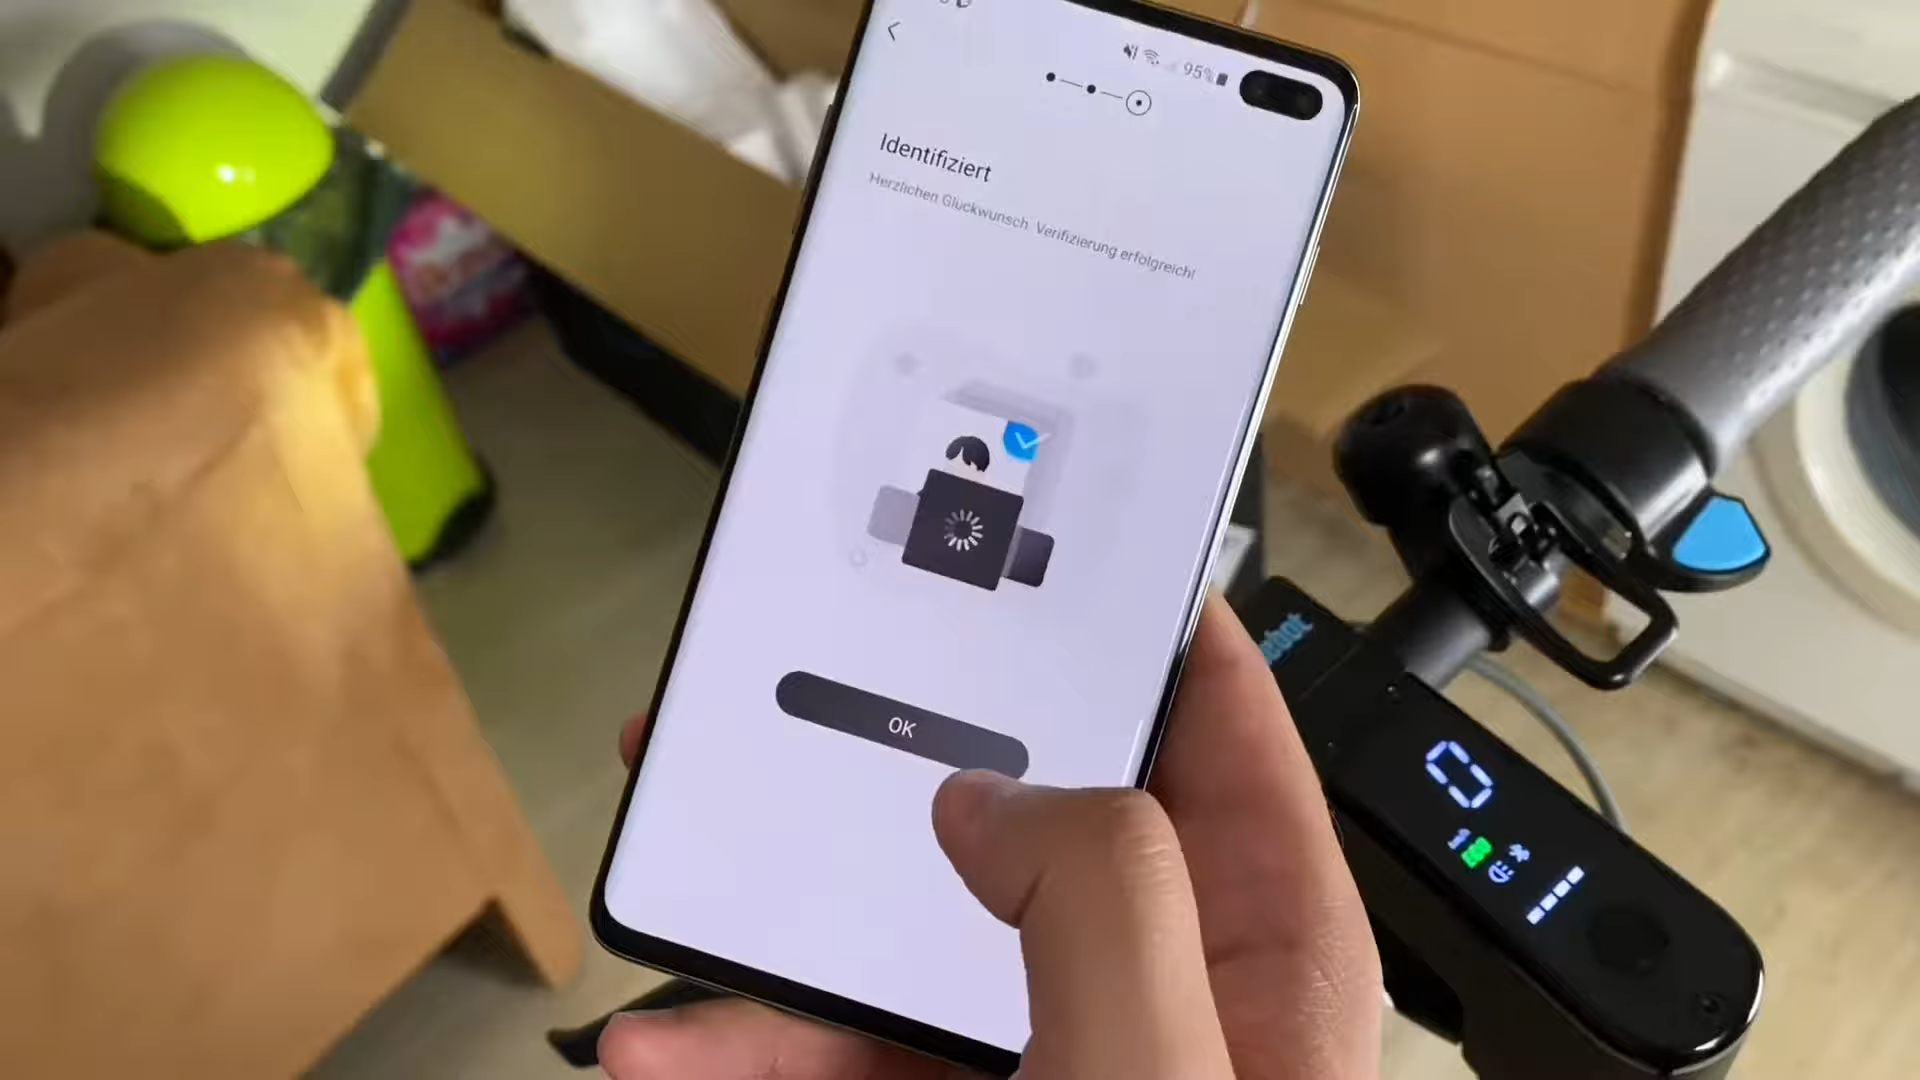 95%
Identifiziert
Herzlichen Glückwunsch. Verifizierung erfolgreich!
OK
0